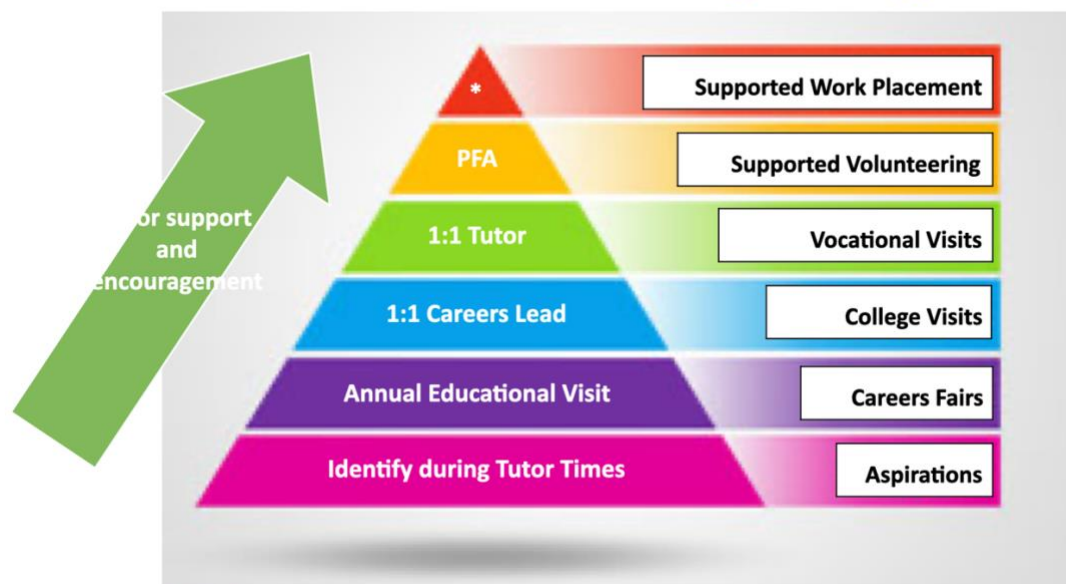 *
Supported Work Placement
PFA
Supported Volunteering
1:1 Tutor
Vocational Visits
or support
and
encouragement
1:1 Careers Lead
College Visits
Annual Educational Visit
Careers Fairs
Identify during Tutor Times
Aspirations